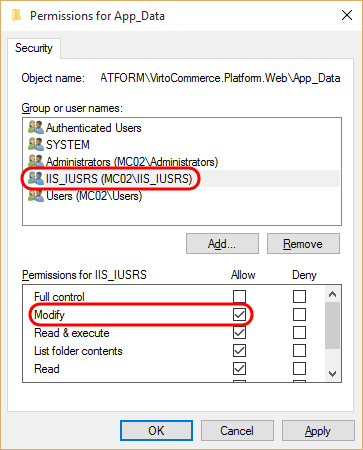 Permissions for App_Data
Security
Object name: ATFORM\VirtoCommerce.Platform.Web\App_Data
Group or user names:
Authenticated Users
SYSTEM
Administrators (MC02\Administrators)
IIS_IUSRS (MC02\IIS_IUSRS)
Users (MC02\Users)
Add... Remove
Permissions for IIS_IUSRS Allow Deny
Full control
Modify
Read & execute
List folder contents
Read
OK Cancel Apply